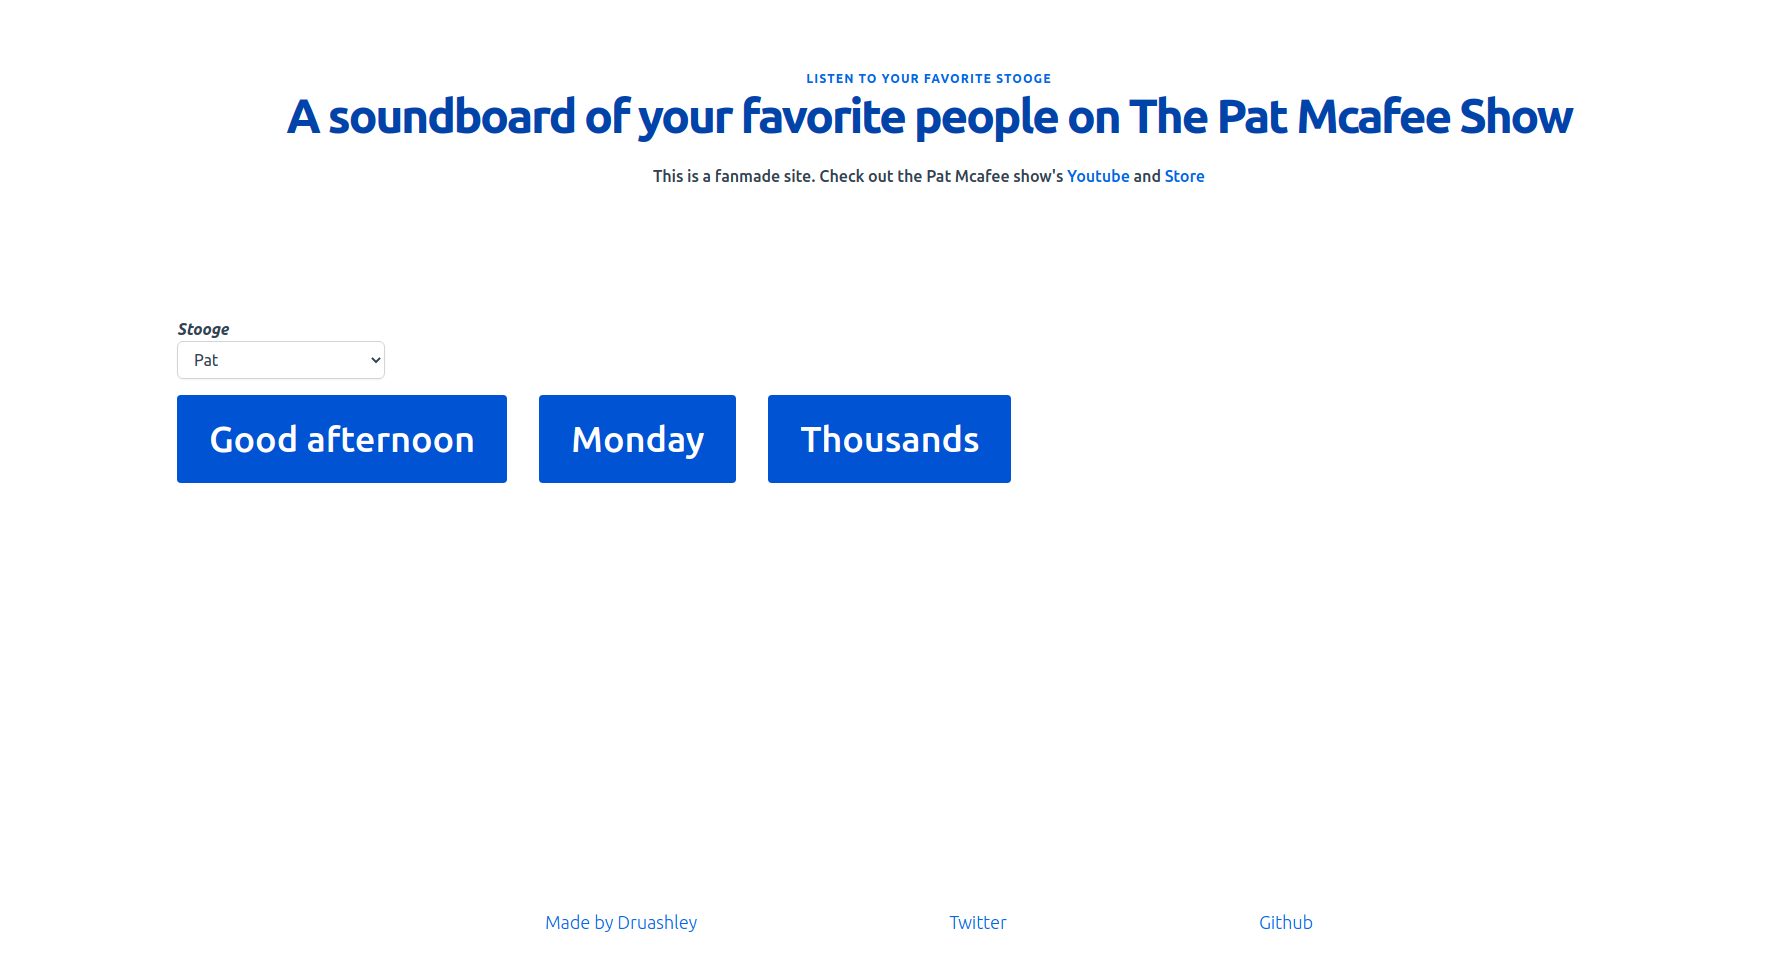 LISTEN TO YOUR FAVORITE STOOGE
A soundboard of your favorite people on The Pat Mcafee Show
This is a fanmade site. Check out the Pat Mcafee show's Youtube and Store
Stooge
Pat
Good afternoon Monday Thousands
Made by Druashley Twitter Github